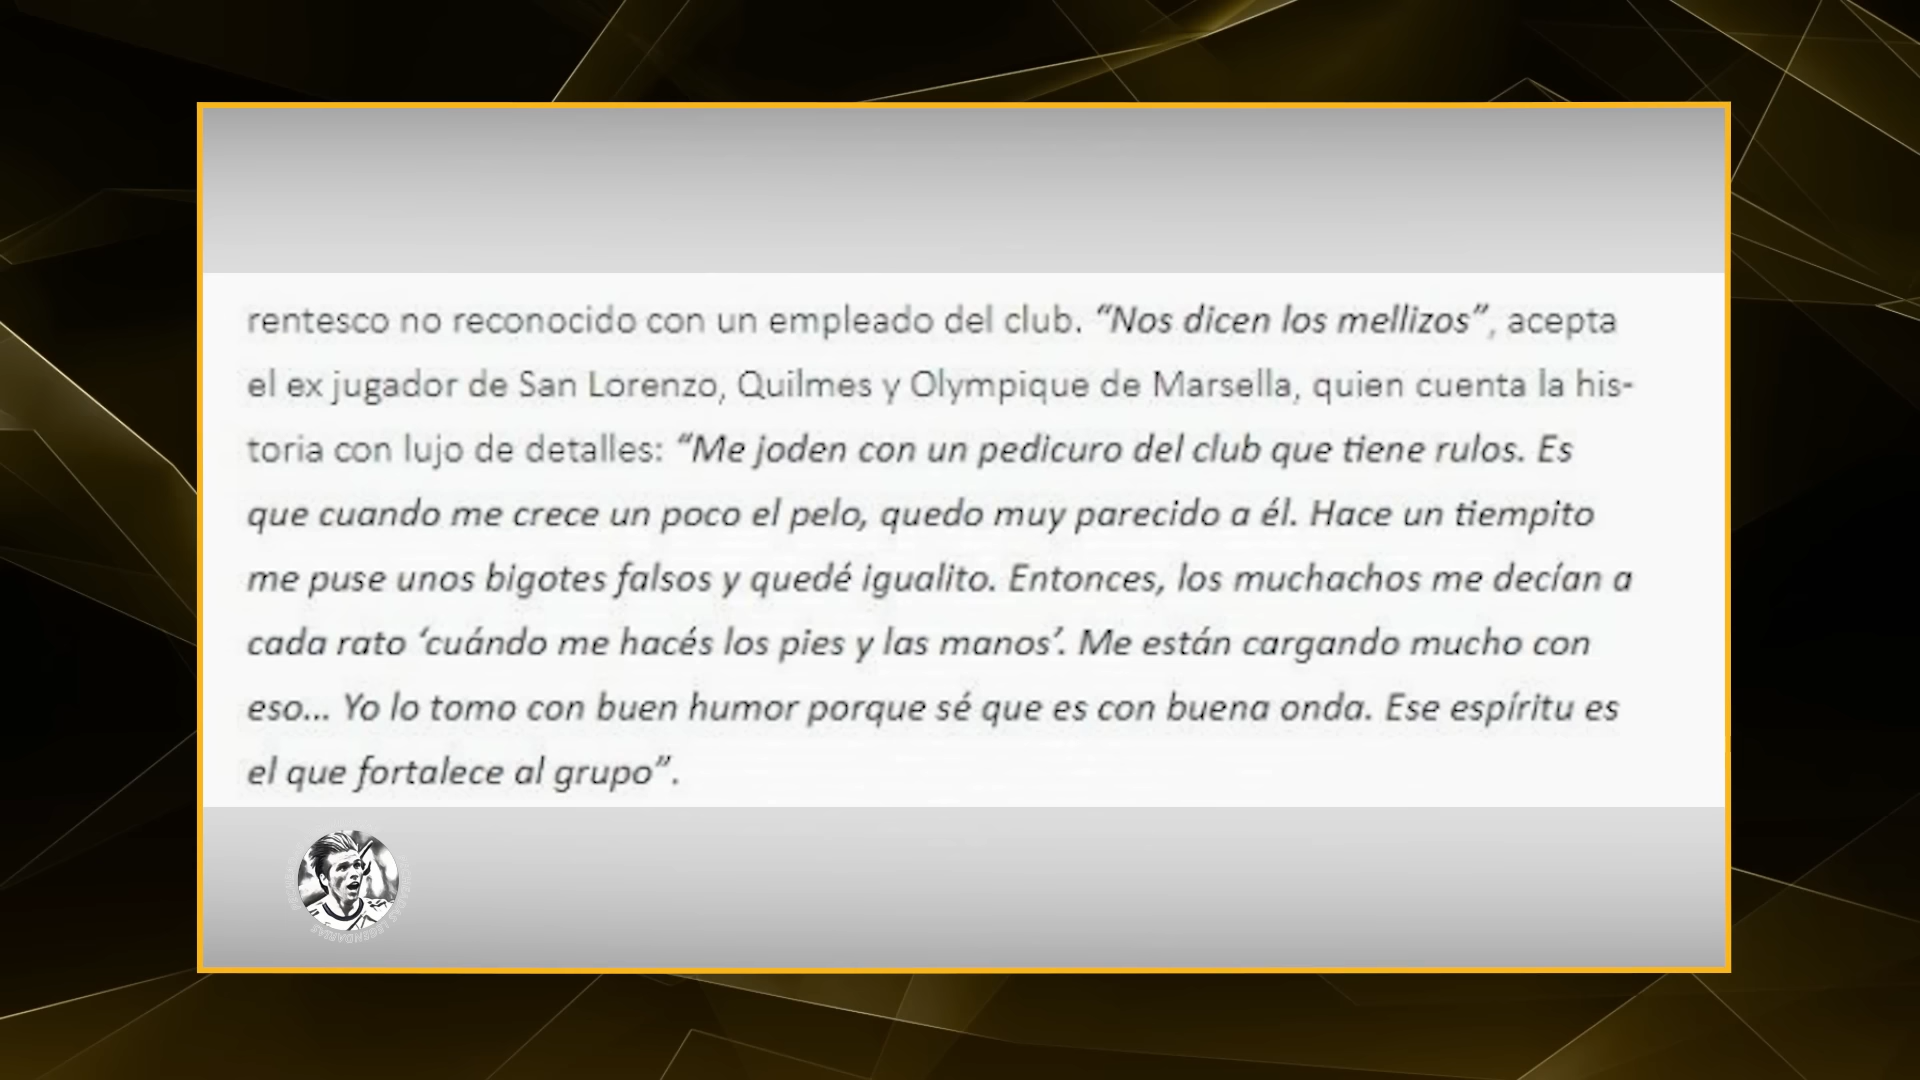 rentesco no reconocido con un empleado del club. “Nos dicen los mellizos”, acepta
el ex jugador de San Lorenzo, Quilmes y Olympique de Marsella, quien cuenta la his-
toria con lujo de detalles: “Me joden con un pedicuro del club que tiene rulos. Es
que cuando me crece un poco el pelo, quedo muy parecido a él. Hace un tiempito
me puse unos bigotes falsos y quedé igualito. Entonces, los muchachos me decían a
cada rato ‘cuándo me hacés los pies y las manos’. Me están cargando mucho con
eso... Yo lo tomo con buen humor porque sé que es con buena onda. Ese espíritu es
el que fortalece al grupo”.